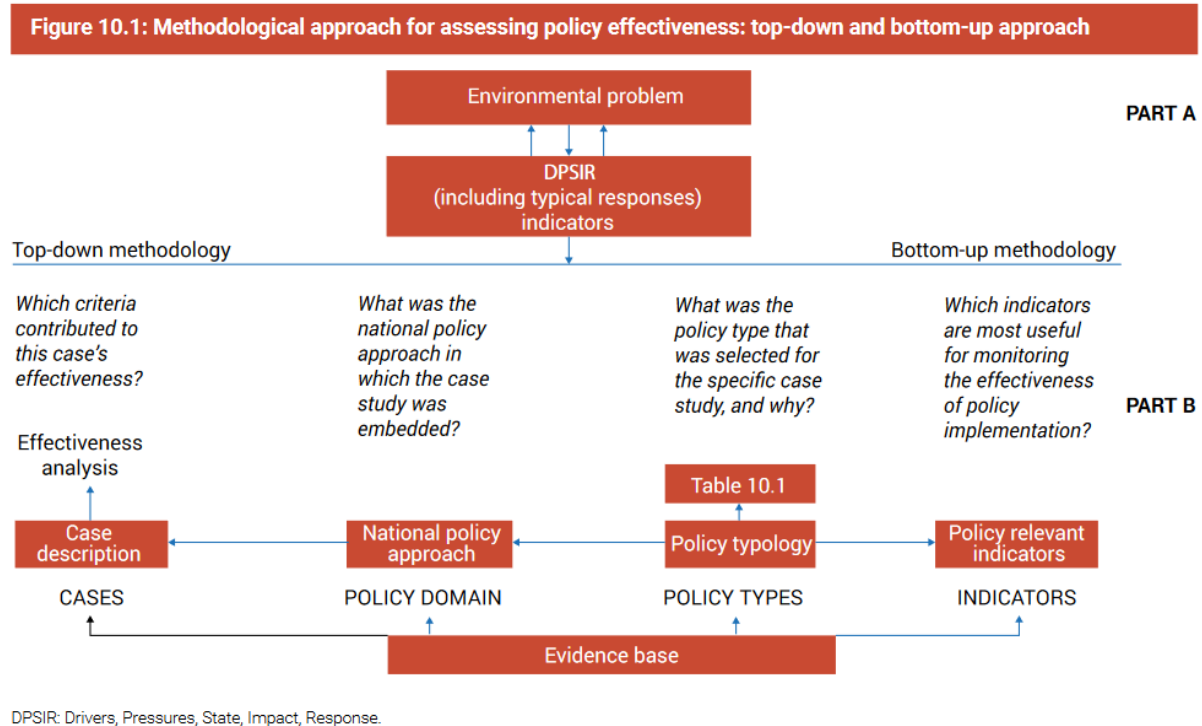 Figure 10.1: Methodological approach for assessing policy effectiveness: top-down and bottom-up approach
Environmental problem
PART A
DPSIR
(including typical responses)
indicators
Top-down methodology
Bottom-up methodology
Which criteria
contributed to
this case's
effectiveness?
What was the
national policy
approach in
which the case
study was
embedded?
What was the
policy type that
was selected for
the specific case
study, and why?
Which indicators
are most useful
for monitoring
the effectiveness
of policy
implementation?
PART B
Effectiveness
analysis
Table 10.1
Case
description
National policy
approach
Policy typology
Policy relevant
indicators
CASES
POLICY DOMAIN
POLICY TYPES
INDICATORS
Evidence base
DPSIR: Drivers, Pressures, State, Impact, Response.